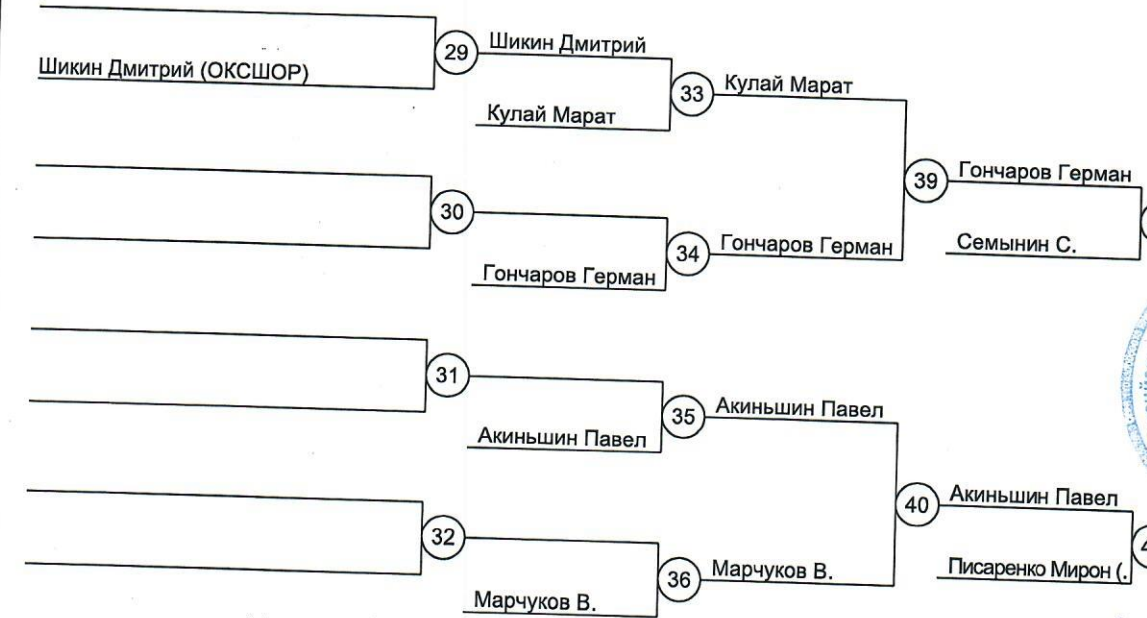 Шикин Дмитрий (ОКСШОР)
29
Шикин Дмитрий
Кулай Марат
33
Кулай Марат
30
Гончаров Герман
34
Гончаров Герман
39
Гончаров Герман
Семынин С.
31
Акиньшин Павел
35
Акиньшин Павел
32
Марчуков В.
36
Марчуков В.
40
Акиньшин Павел
Писаренко Мирон (.